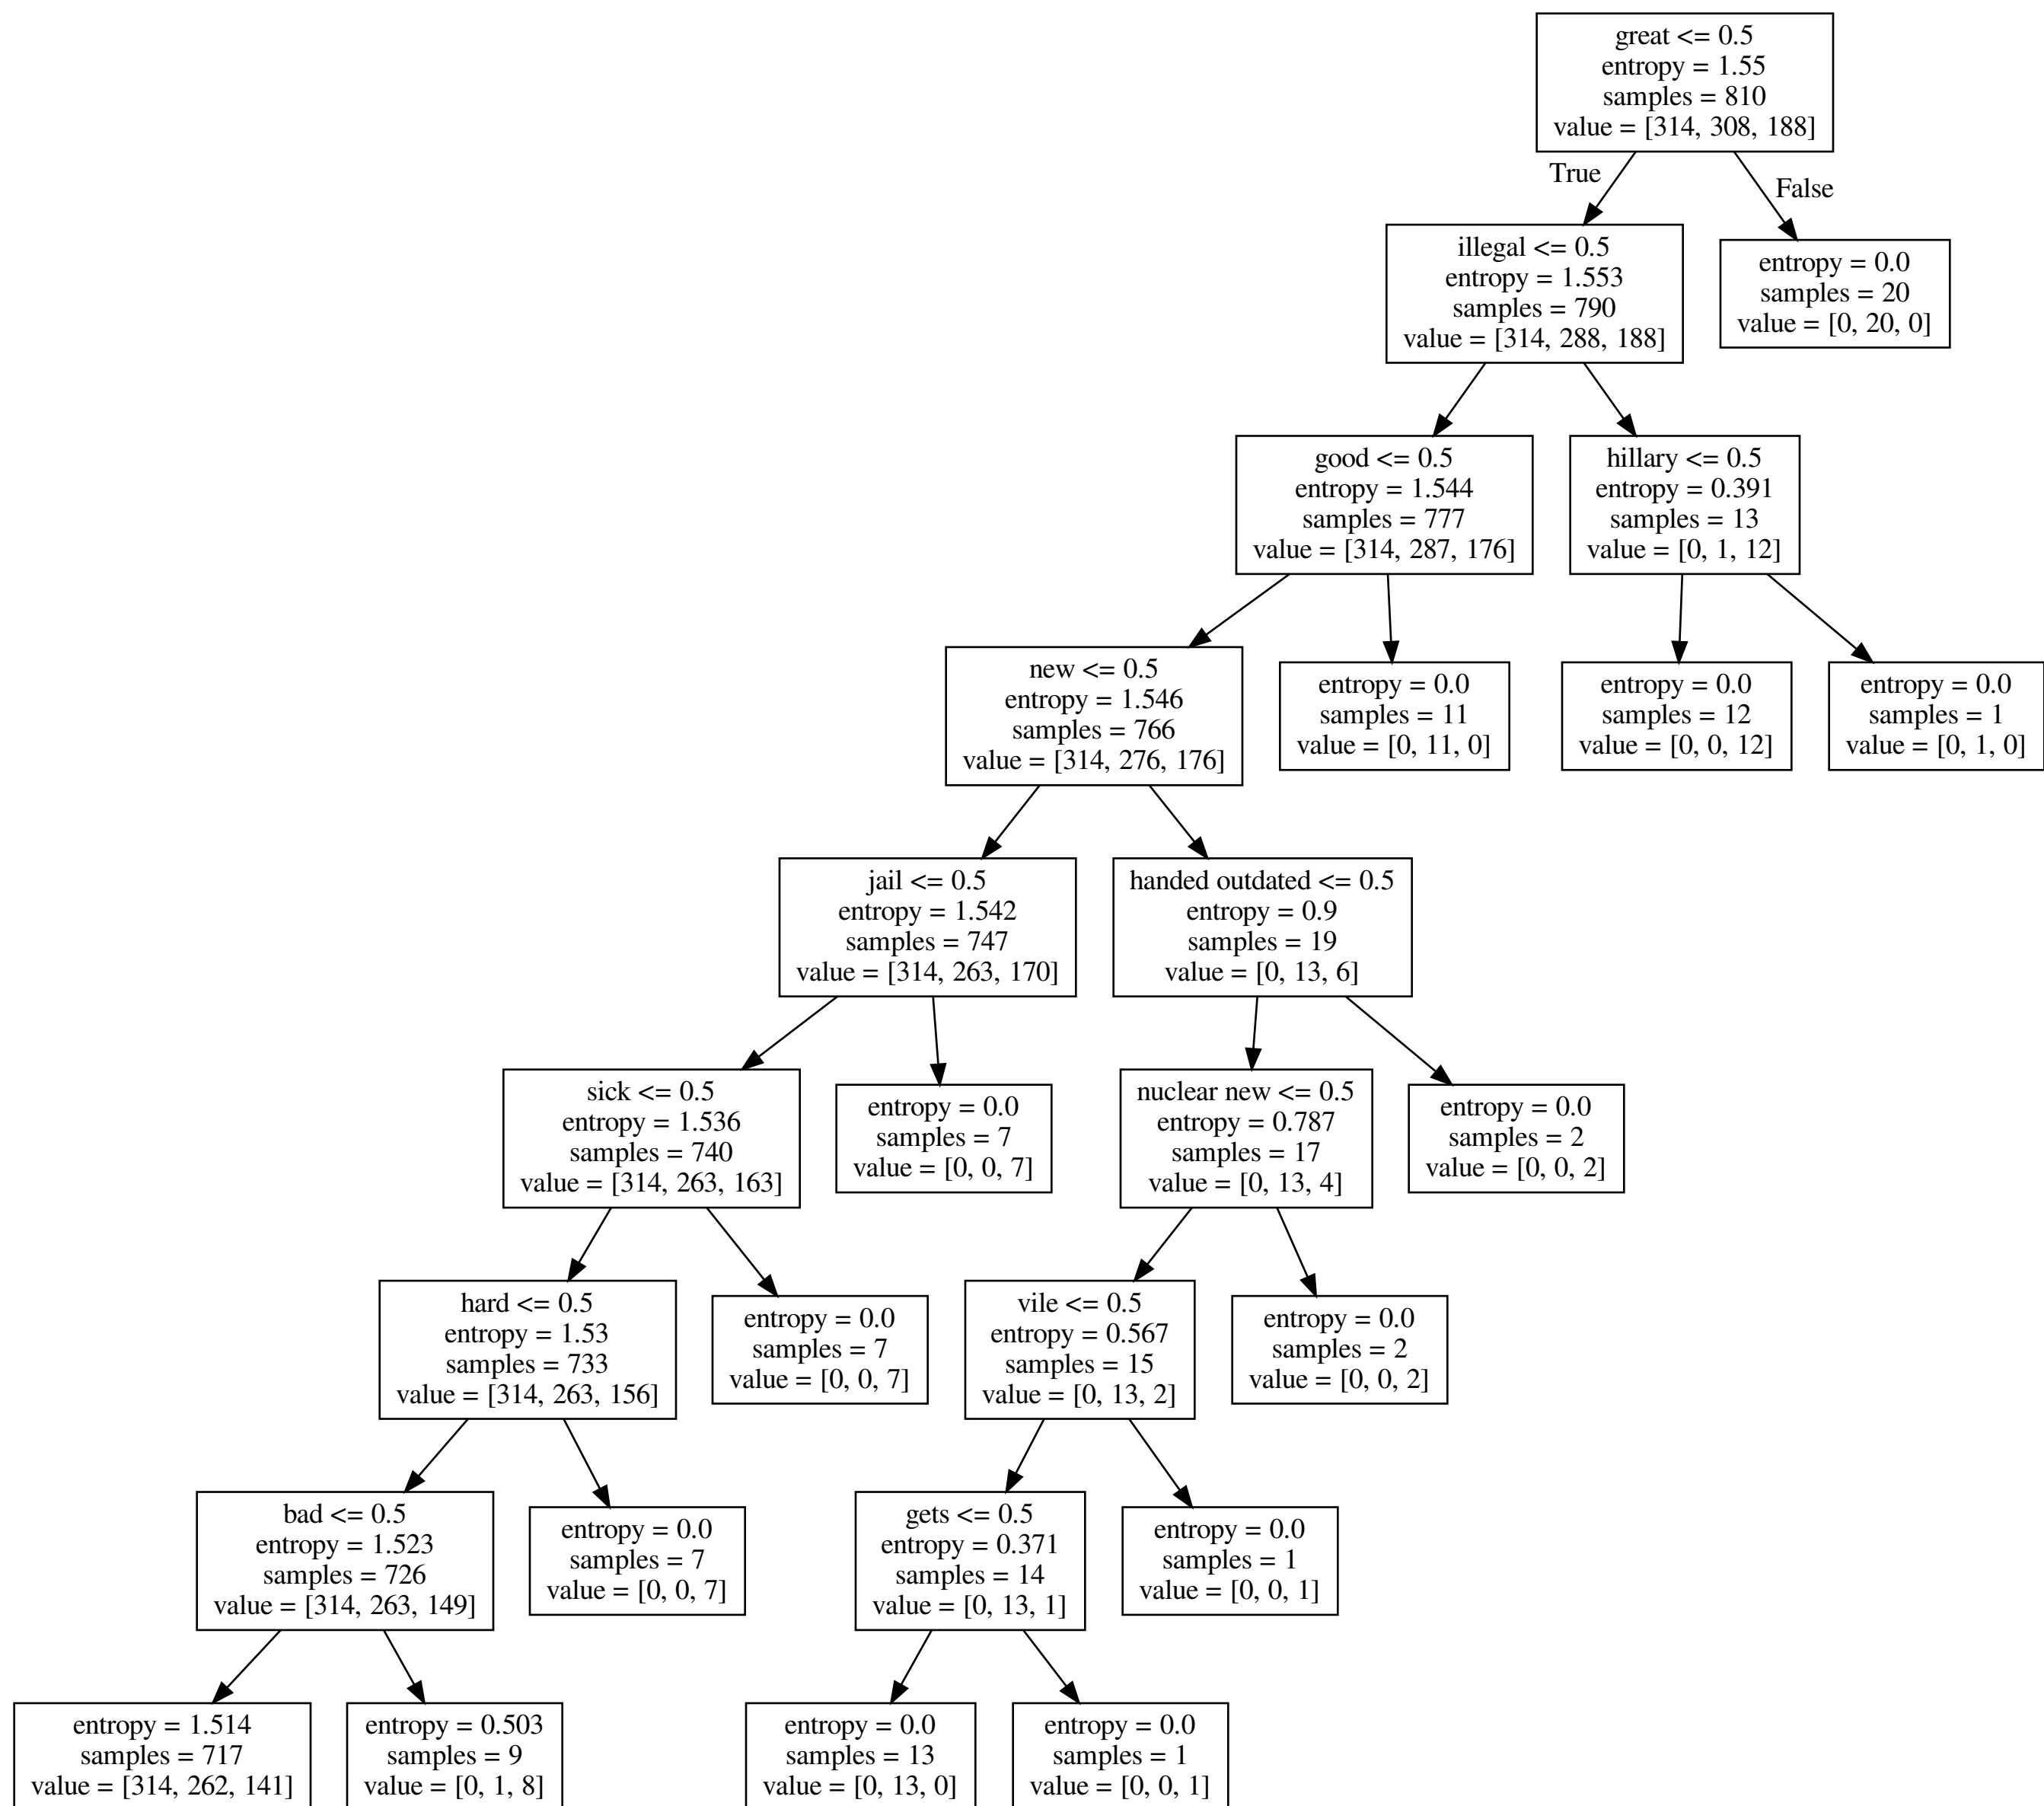 great <= 0.5
entropy = 1.55
samples = 810
value = [314, 308, 188]
True
False
illegal <= 0.5
entropy = 1.553
samples = 790
value = [314, 288, 188]
entropy = 0.0
samples = 20
value = [0, 20, 0]
good <= 0.5
entropy = 1.544
samples = 777
value = [314, 287, 176]
hillary <= 0.5
entropy = 0.391
samples = 13
value = [0, 1, 12]
new <= 0.5
entropy = 1.546
samples = 766
value = [314, 276, 176]
entropy = 0.0
samples = 11
value = [0, 11, 0]
entropy = 0.0
samples = 12
value = [0, 0, 12]
entropy = 0.0
samples = 1
value = [0, 1, 0]
jail <= 0.5
entropy = 1.542
samples = 747
value = [314, 263, 170]
handed outdated <= 0.5
entropy = 0.9
samples = 19
value = [0, 13, 6]
sick <= 0.5
entropy = 1.536
samples = 740
value = [314, 263, 163]
entropy = 0.0
samples = 7
value = [0, 0, 7]
nuclear new <= 0.5
entropy = 0.787
samples = 17
value = [0, 13, 4]
entropy = 0.0
samples = 2
value = [0, 0, 2]
hard <= 0.5
entropy = 1.53
samples = 733
value = [314, 263, 156]
entropy = 0.0
samples = 7
value = [0, 0, 7]
vile <= 0.5
entropy = 0.567
samples = 15
value = [0, 13, 2]
entropy = 0.0
samples = 2
value = [0, 0, 2]
bad <= 0.5
entropy = 1.523
samples = 726
value = [314, 263, 149]
entropy = 0.0
samples = 7
value = [0, 0, 7]
gets <= 0.5
entropy = 0.371
samples = 14
value = [0, 13, 1]
entropy = 0.0
samples = 1
value = [0, 0, 1]
entropy = 1.514
samples = 717
value = [314, 262, 141]
entropy = 0.503
samples = 9
value = [0, 1, 8]
entropy = 0.0
samples = 13
value = [0, 13, 0]
entropy = 0.0
samples = 1
value = [0, 0, 1]